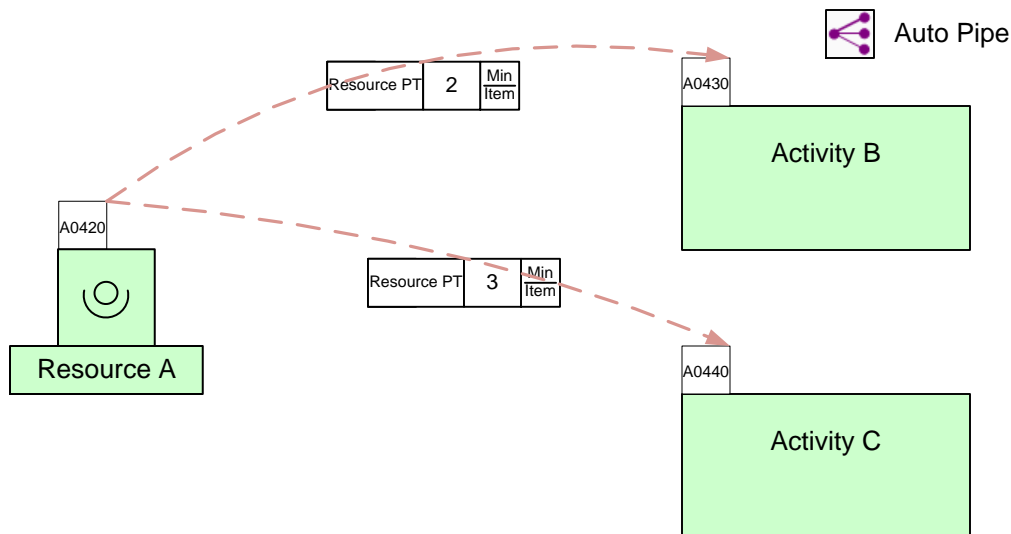 Auto Pipe
Resource PT 2 Min
Item
A0430
Activity B
A0420
Resource PT 3 Min
Item
Resource A
A0440
Activity C